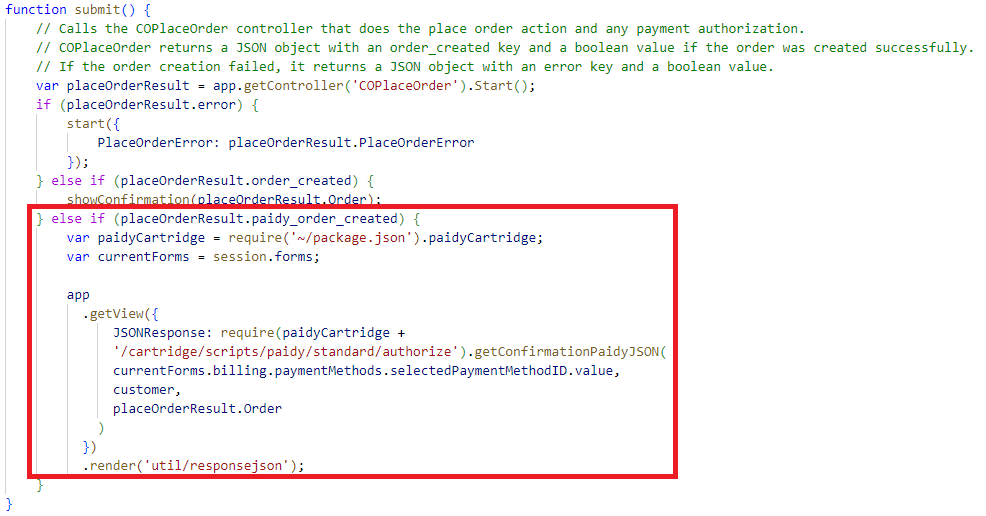 function submit() {
// Calls the COPlaceOrder controller that does the place order action and any payment authorization.
// COPlaceOrder returns a JSON object with an order_created key and a boolean value if the order was created successfully.
// If the order creation failed, it returns a JSON object with an error key and a boolean value.
var placeOrderResult = app.getController('COPlaceOrder').Start();
if (placeOrderResult.error) {
start({
PlaceOrderError: placeOrderResult.PlaceOrderError
});
} else if (placeOrderResult.order_created) {
showConfirmation(placeOrderResult.Order);
} else if (placeOrderResult.paidy_order_created) {
var paidyCartridge = require('~/package.json').paidyCartridge;
var currentForms = session.forms;
app
.getView({
JSONResponse: require(paidyCartridge +
'/cartridge/scripts/paidy/standard/authorize').getConfirmationPaidyJSON(
currentForms.billing.paymentMethods.selectedPaymentMethodID.value,
customer,
placeOrderResult.Order
)
})
.render('util/responsejson');
}
}